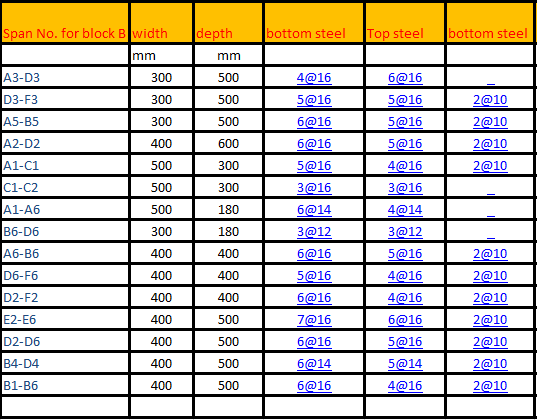 Span No. for block B width depth bottom steel Top steel bottom steel
mm mm
A3-D3 300 500 4@16 6@16 _
D3-F3 300 500 5@16 5@16 2@10
A5-B5 300 500 6@16 5@16 2@10
A2-D2 400 600 6@16 5@16 2@10
A1-C1 500 300 5@16 4@16 2@10
C1-C2 500 300 3@16 3@16 _
A1-A6 500 180 6@14 4@14 _
B6-D6 300 180 3@12 3@12 _
A6-B6 400 400 6@16 5@16 2@10
D6-F6 400 400 5@16 4@16 2@10
D2-F2 400 400 6@16 4@16 2@10
E2-E6 400 500 7@16 6@16 2@10
D2-D6 400 500 6@16 5@16 2@10
B4-D4 400 500 6@14 5@14 2@10
B1-B6 400 500 6@16 4@16 2@10